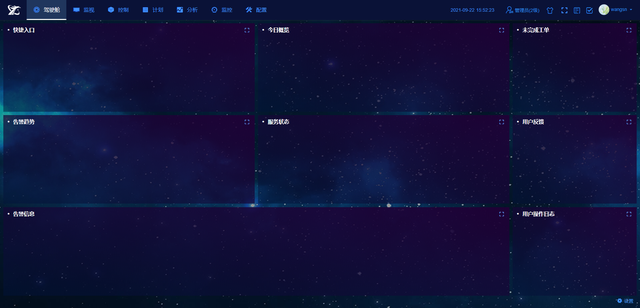 驾驶舱 监视 控制 计划 分析 监控 配置 2021-09-22 15:52:23 管理员(2级) wangsx
快捷入口 今日概览 未完成工单
告警趋势 服务状态 用户反馈
告警信息 用户操作日志